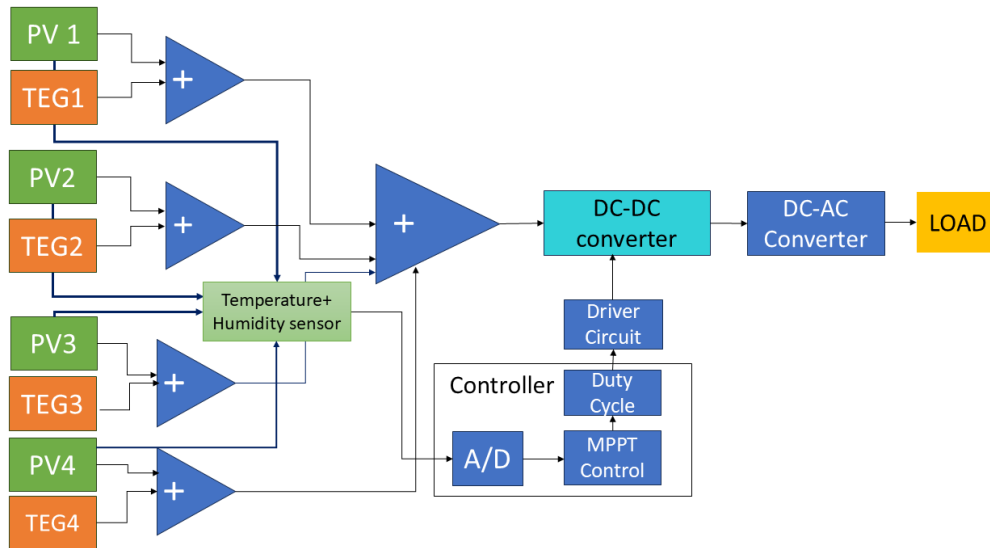 PV 1
TEG1
+
PV2
TEG2
+
+
DC-DC
converter
DC-AC
Converter
LOAD
Temperature+
Humidity sensor
Driver
Circuit
PV3
TEG3
+
Controller
Duty
Cycle
A/D
MPPT
Control
PV4
TEG4
+